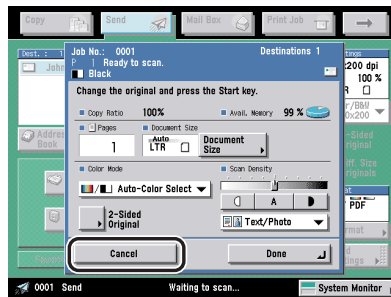 Copy
Send
Mail Box
Print Job
Dest. : 1
John
Job No.: 0001
Destinations 1
P 1 Ready to scan.
Black
Change the original and press the Start key.
Copy Ratio 100%
Avail. Memory 99 %
Pages
Document Size
1
Auto
LTR
Document Size
Color Mode
Scan Density
Auto-Color Select
A
2-Sided Original
Text/Photo
Cancel
Done
Address Book
200 dpi
100 %
PDF
0001 Send
Waiting to scan...
System Monitor